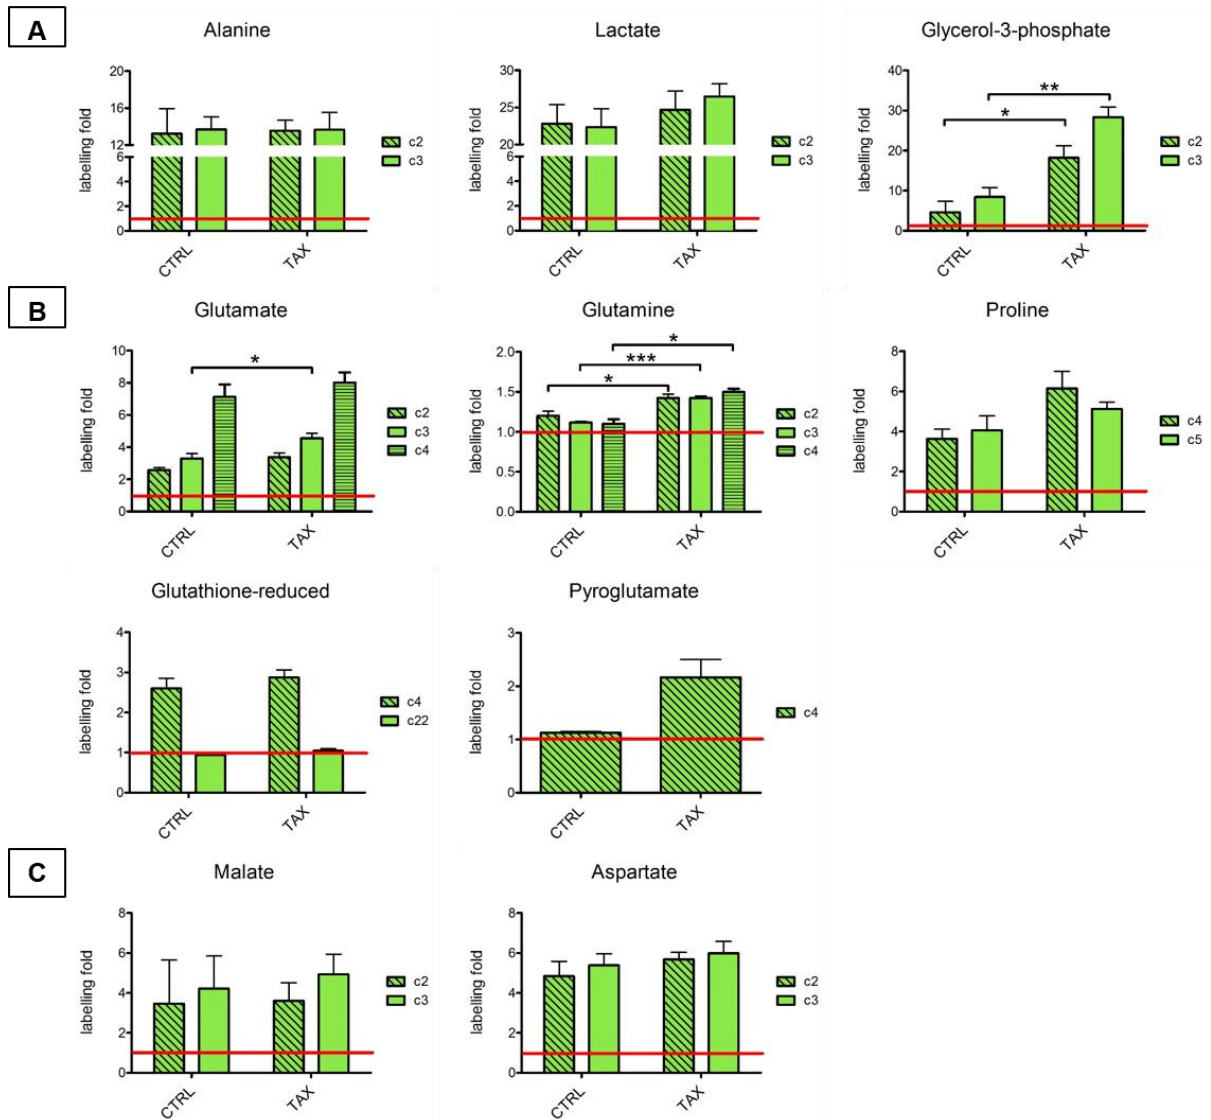 A
Alanine
labelling fold
20
16
12
6
4
2
0
CTRL
TAX
c2
c3
Lactate
labelling fold
30
25
20
6
4
2
0
CTRL
TAX
c2
c3
Glycerol-3-phosphate
labelling fold
40
30
20
10
0
*
**
CTRL
TAX
c2
c3
B
Glutamate
labelling fold
10
8
6
4
2
0
*
CTRL
TAX
c2
c3
c4
Glutamine
labelling fold
2.0
1.5
1.0
0.5
0.0
*
***
*
CTRL
TAX
c2
c3
c4
Proline
labelling fold
8
6
4
2
0
CTRL
TAX
c4
c5
Glutathione-reduced
labelling fold
4
3
2
1
0
CTRL
TAX
c4
c22
Pyroglutamate
labelling fold
3
2
1
0
CTRL
TAX
c4
C
Malate
labelling fold
8
6
4
2
0
CTRL
TAX
c2
c3
Aspartate
labelling fold
8
6
4
2
0
CTRL
TAX
c2
c3